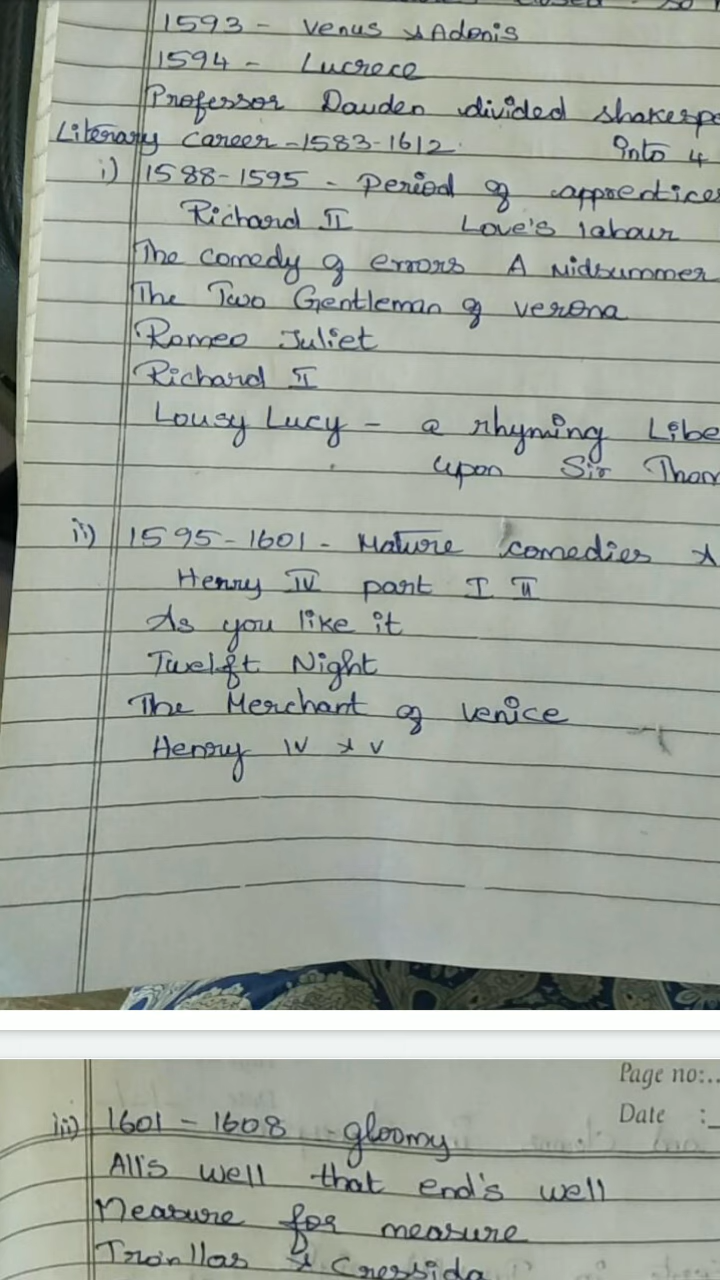 1593 - Venus & Adonis
1594 - Lucrece
Professor Dauden divided shakespe
Literary Career - 1583-1612. into 4
i) 1588-1595 - Period of apprentices
Richard II Love's labour
The comedy of errors A Midsummer
The Two Gentleman of verona
Romeo Juliet
Richard II
Lousy Lucy - a rhyming Libe
upon Sir Thom
ii) 1595-1601 - Mature comedies &
Henry IV part I II
As you like it
Twelft Night
The Merchant of Venice
Henry IV & V
Page no:..
Date :_
iii) 1601 - 1608 - gloomy
All's well that end's well
Measure for measure
& Cressida